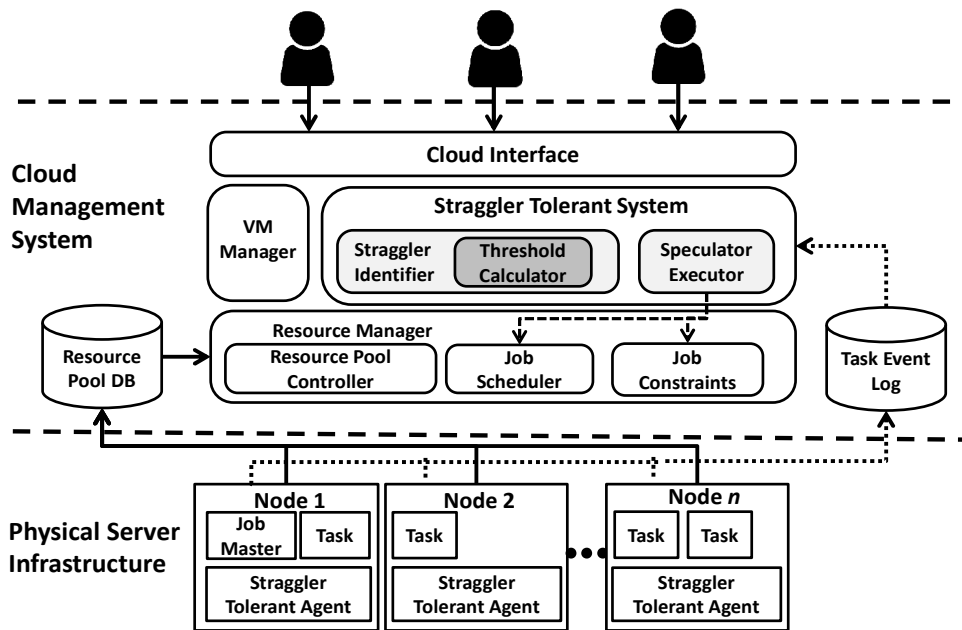 Cloud Interface
Cloud
Management
System
VM
Manager
Straggler Tolerant System
Straggler
Identifier
Threshold
Calculator
Speculator
Executor
Resource
Pool DB
Resource Manager
Resource Pool
Controller
Job
Scheduler
Job
Constraints
Task Event
Log
Physical Server
Infrastructure
Node 1
Job
Master
Task
Straggler
Tolerant Agent
Node 2
Task
Straggler
Tolerant Agent
Node n
Task
Task
Straggler
Tolerant Agent